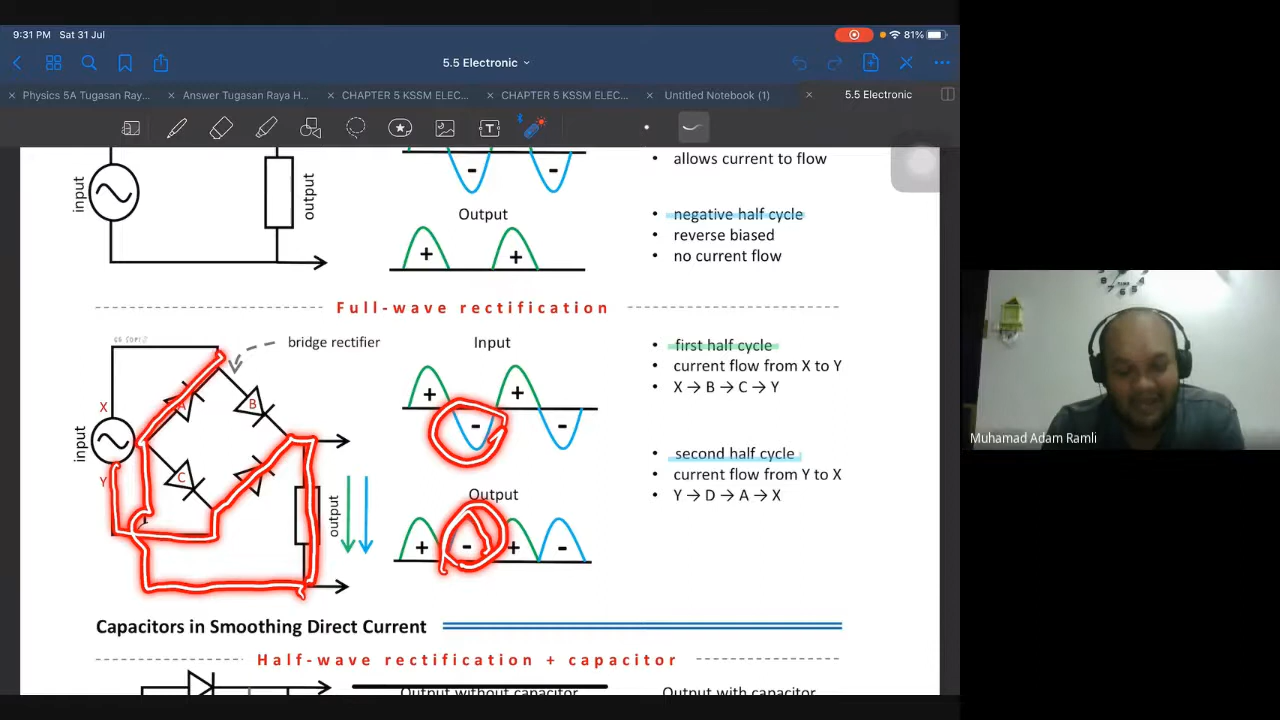 9:31 PM Sat 31 Jul
81%
5.5 Electronic
Physics 5A Tugasan Ray...
Answer Tugasan Raya H...
CHAPTER 5 KSSM ELEC...
CHAPTER 5 KSSM ELEC...
Untitled Notebook (1)
5.5 Electronic
input
output
- -
Output
+ +
• allows current to flow
• negative half cycle
• reverse biased
• no current flow
Full-wave rectification
bridge rectifier
X
Y
input
A
B
C
output
Input
+ - + -
Output
+ - + -
• first half cycle
• current flow from X to Y
• X → B → C → Y
• second half cycle
• current flow from Y to X
• Y → D → A → X
Capacitors in Smoothing Direct Current
Half-wave rectification + capacitor
Output without capacitor
Output with capacitor
Muhamad Adam Ramli